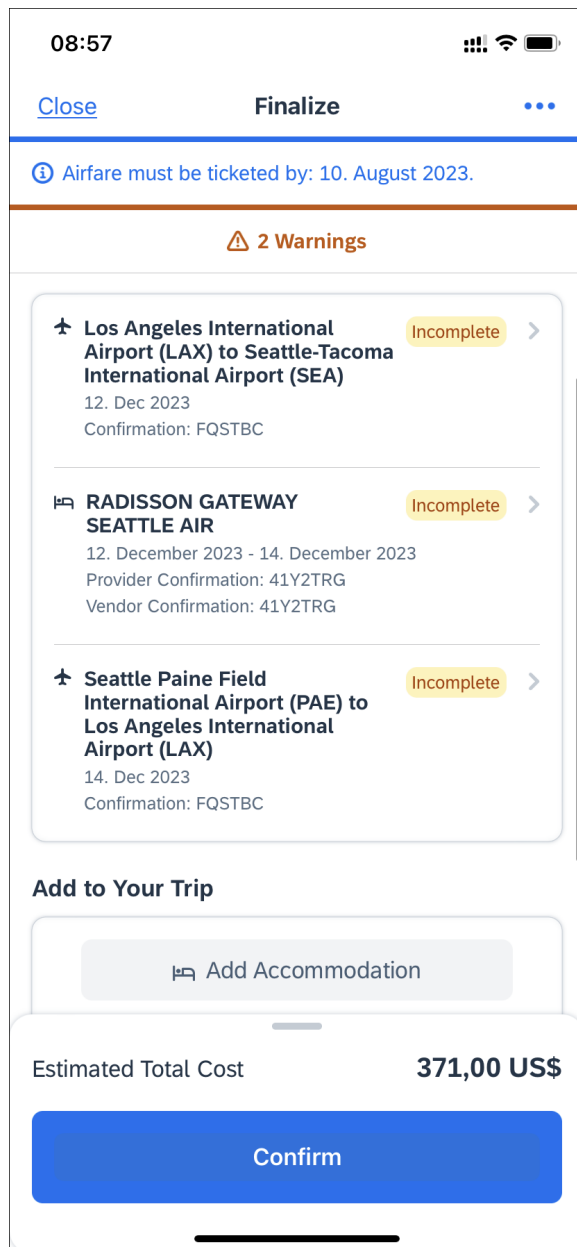 08:57
Close
Finalize
Airfare must be ticketed by: 10. August 2023.
2 Warnings
Los Angeles International
Airport (LAX) to Seattle-Tacoma
International Airport (SEA)
Incomplete
12. Dec 2023
Confirmation: FQSTBC
RADISSON GATEWAY
SEATTLE AIR
Incomplete
12. December 2023 - 14. December 2023
Provider Confirmation: 41Y2TRG
Vendor Confirmation: 41Y2TRG
Seattle Paine Field
International Airport (PAE) to
Los Angeles International
Airport (LAX)
Incomplete
14. Dec 2023
Confirmation: FQSTBC
Add to Your Trip
Add Accommodation
Estimated Total Cost
371,00 US$
Confirm